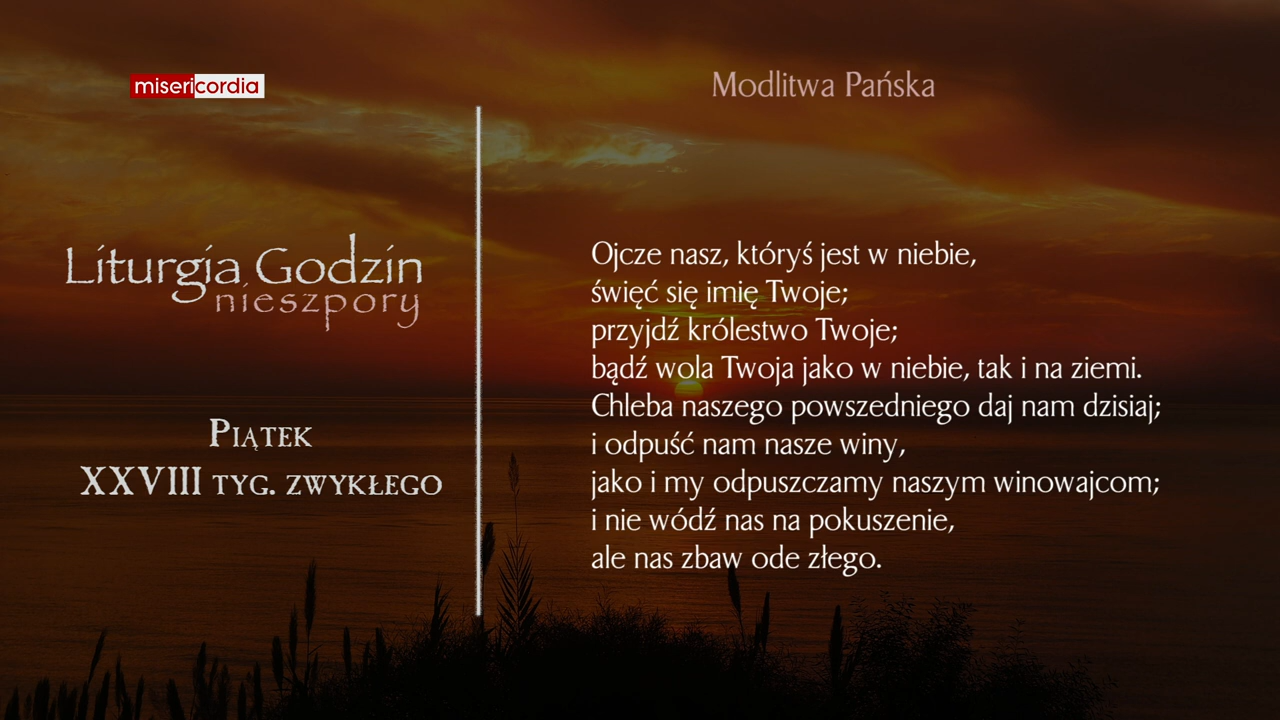 misericordia
Liturgia Godzin
nieszpory
Piątek
XXVIII tyg. zwykłego
Modlitwa Pańska
Ojcze nasz, któryś jest w niebie,
święć się imię Twoje;
przyjdź królestwo Twoje;
bądź wola Twoja jako w niebie, tak i na ziemi.
Chleba naszego powszedniego daj nam dzisiaj;
i odpuść nam nasze winy,
jako i my odpuszczamy naszym winowajcom;
i nie wódź nas na pokuszenie,
ale nas zbaw ode złego.